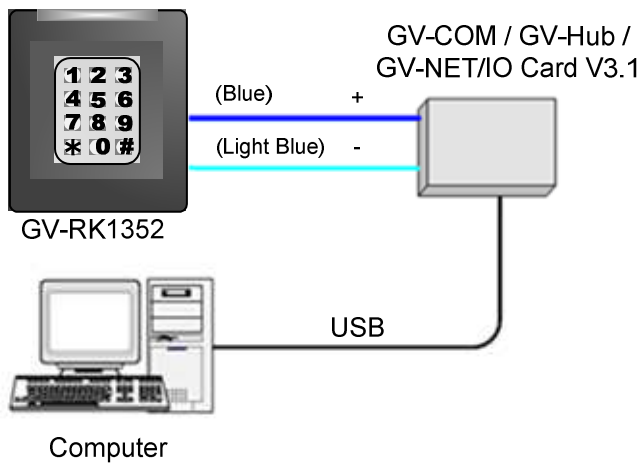 GV-COM / GV-Hub /
GV-NET/IO Card V3.1
1 2 3
4 5 6
7 8 9
* 0 #
(Blue) +
(Light Blue) -
GV-RK1352
USB
Computer